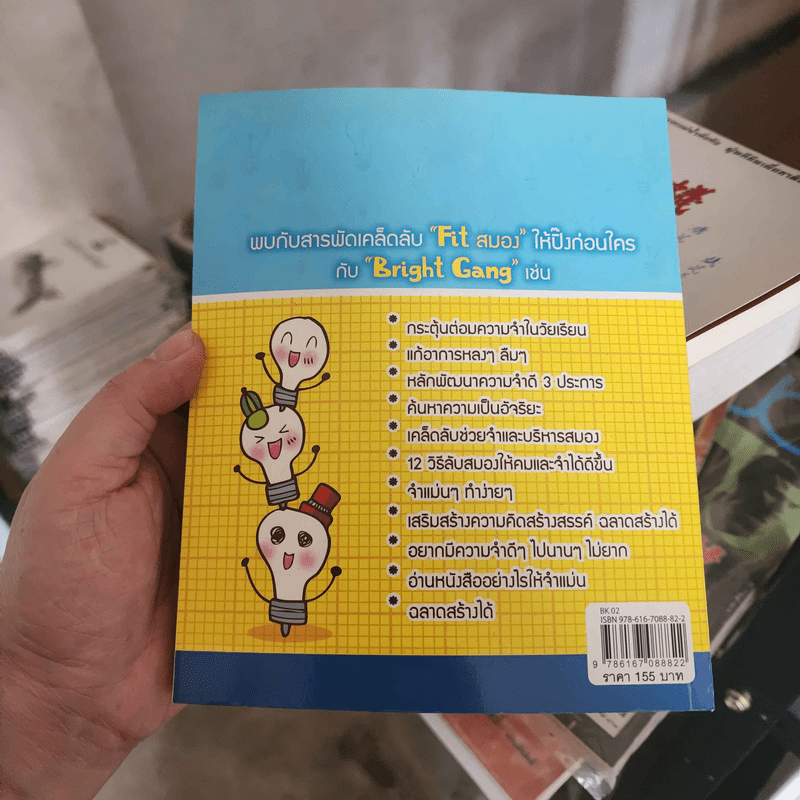 พบกับสารพัดเคล็ดลับ “Fit สมอง” ให้ปิ๊งก่อนใคร
กับ “Bright Gang” เช่น
* กระตุ้นต่อมความจำในวัยเรียน
* แก้อาการหลงๆ ลืมๆ
* หลักพัฒนาความจำดี 3 ประการ
* ค้นหาความเป็นอัจริยะ
* เคล็ดลับช่วยจำและบริหารสมอง
* 12 วิธีลับสมองให้คมและจำได้ดีขึ้น
* จำแม่นๆ ทำง่ายๆ
* เสริมสร้างความคิดสร้างสรรค์ ฉลาดสร้างได้
* อยากมีความจำดีๆ ไปนานๆ ไม่ยาก
* อ่านหนังสืออย่างไรให้จำแม่น
* ฉลาดสร้างได้
BK 02
ISBN 978-616-7088-82-2
9 786167 088822
ราคา 155 บาท